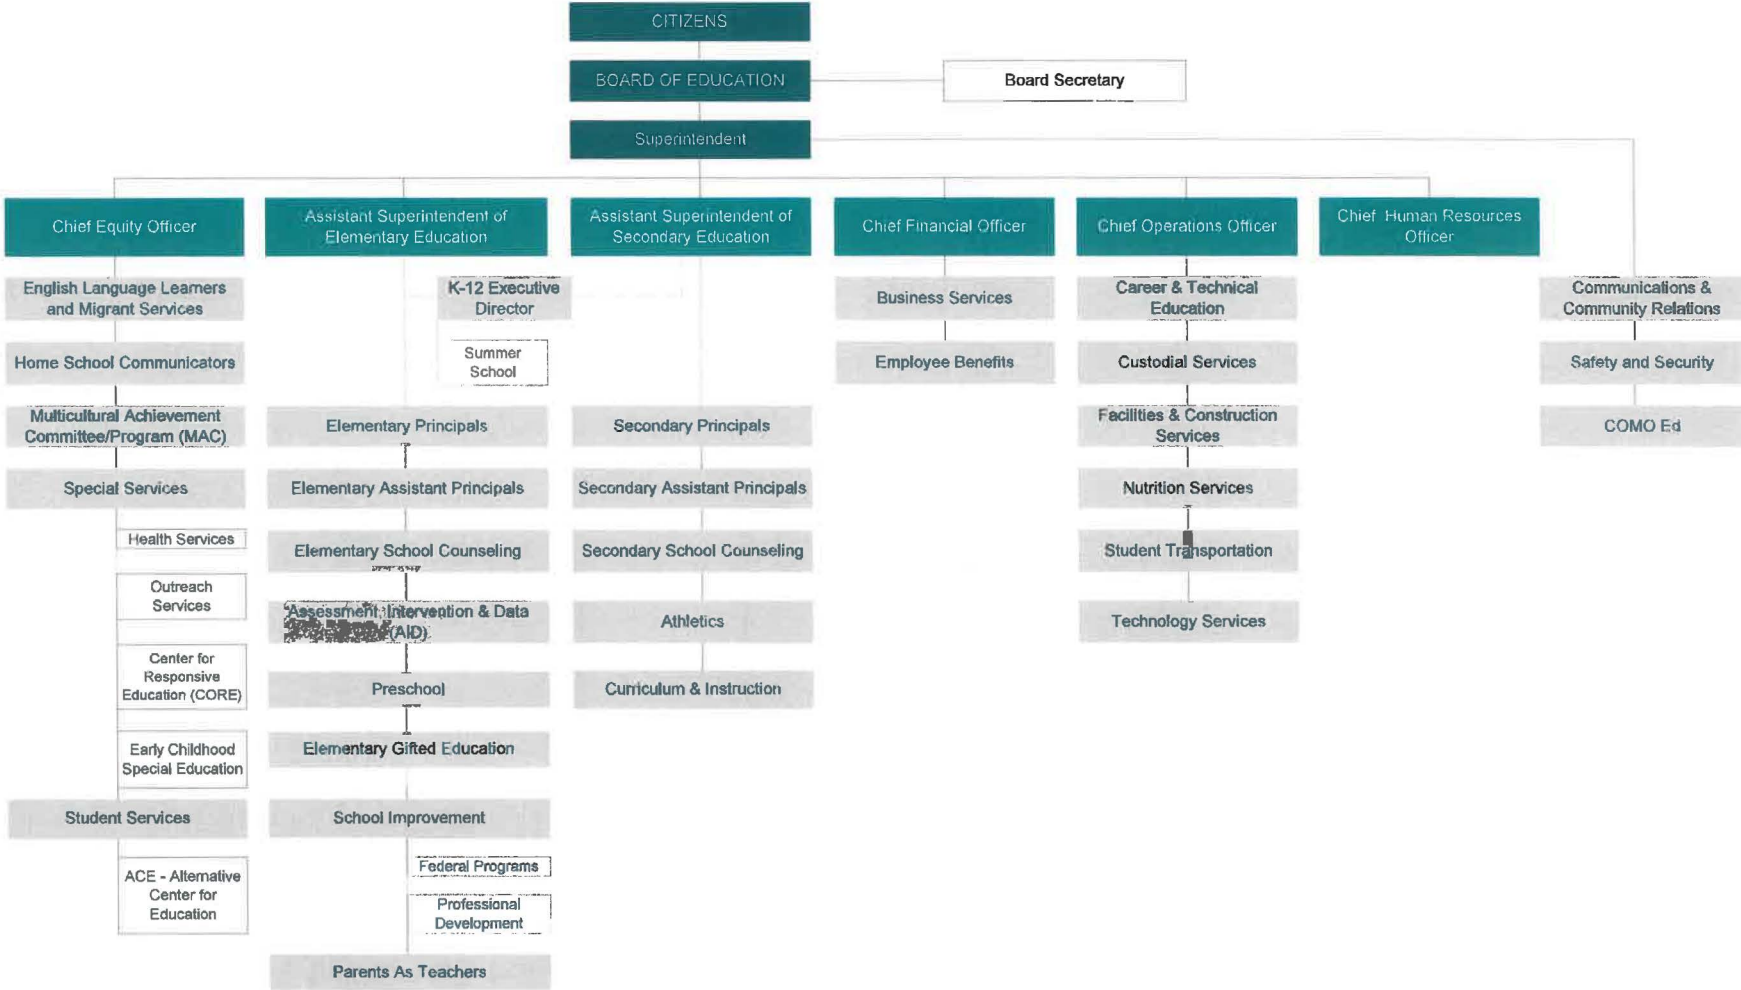 CITIZENS
BOARD OF EDUCATION
Board Secretary
Superintendent
Chief Equity Officer
Assistant Superintendent of
Elementary Education
Assistant Superintendent of
Secondary Education
Chief Financial Officer
Chief Operations Officer
Chief Human Resources
Officer
English Language Learners
and Migrant Services
Home School Communicators
Multicultural Achievement
Committee/Program (MAC)
Special Services
Health Services
Outreach
Services
Center for
Responsive
Education (CORE)
Early Childhood
Special Education
Student Services
ACE - Alternative
Center for
Education
K-12 Executive
Director
Summer
School
Elementary Principals
Elementary Assistant Principals
Elementary School Counseling
Assessment, Intervention & Data
(AID)
Preschool
Elementary Gifted Education
School Improvement
Federal Programs
Professional
Development
Parents As Teachers
Secondary Principals
Secondary Assistant Principals
Secondary School Counseling
Athletics
Curriculum & Instruction
Business Services
Employee Benefits
Career & Technical
Education
Custodial Services
Facilities & Construction
Services
Nutrition Services
Student Transportation
Technology Services
Communications &
Community Relations
Safety and Security
COMO Ed